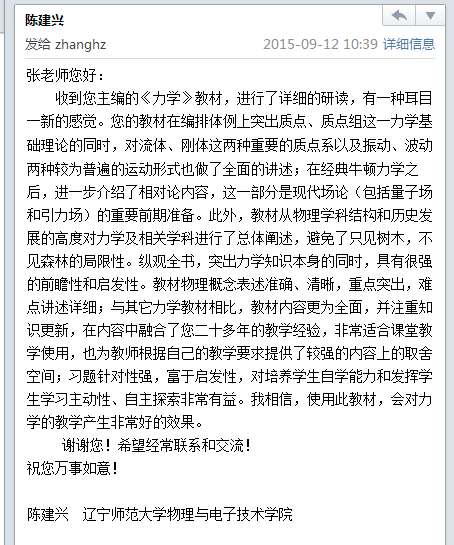 陈建兴
发给 zhanghz 2015-09-12 10:39 详细信息
张老师您好：
收到您主编的《力学》教材，进行了详细的研读，有一种耳目
一新的感觉。您的教材在编排体例上突出质点、质点组这一力学基
础理论的同时，对流体、刚体这两种重要的质点系以及振动、波动
两种较为普遍的运动形式也做了全面的讲述；在经典牛顿力学之
后，进一步介绍了相对论内容，这一部分是现代场论（包括量子场
和引力场）的重要前期准备。此外，教材从物理学科结构和历史发
展的高度对力学及相关学科进行了总体阐述，避免了只见树木，不
见森林的局限性。纵观全书，突出力学知识本身的同时，具有很强
的前瞻性和启发性。教材物理概念表述准确、清晰，重点突出，难
点讲述详细；与其它力学教材相比，教材内容更为全面，并注重知
识更新，在内容中融合了您二十多年的教学经验，非常适合课堂教
学使用，也为教师根据自己的教学要求提供了较强的内容上的取舍
空间；习题针对性强，富于启发性，对培养学生自学能力和发挥学
生学习主动性、自主探索非常有益。我相信，使用此教材，会对力
学的教学产生非常好的效果。
谢谢您！希望经常联系和交流！
祝您万事如意！
陈建兴 辽宁师范大学物理与电子技术学院